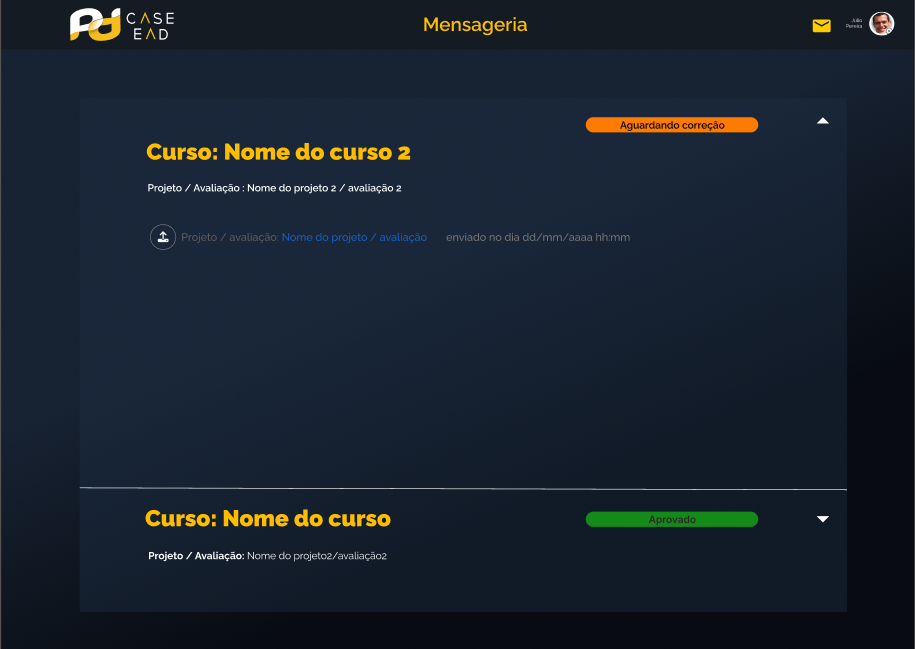 CASE
EAD
Mensageria
Júlio
Pereira
Aguardando correção
Curso: Nome do curso 2
Projeto / Avaliação : Nome do projeto 2 / avaliação 2
Projeto / avaliação: Nome do projeto / avaliação enviado no dia dd/mm/aaaa hh:mm
Curso: Nome do curso
Aprovado
Projeto / Avaliação: Nome do projeto2/avaliação2